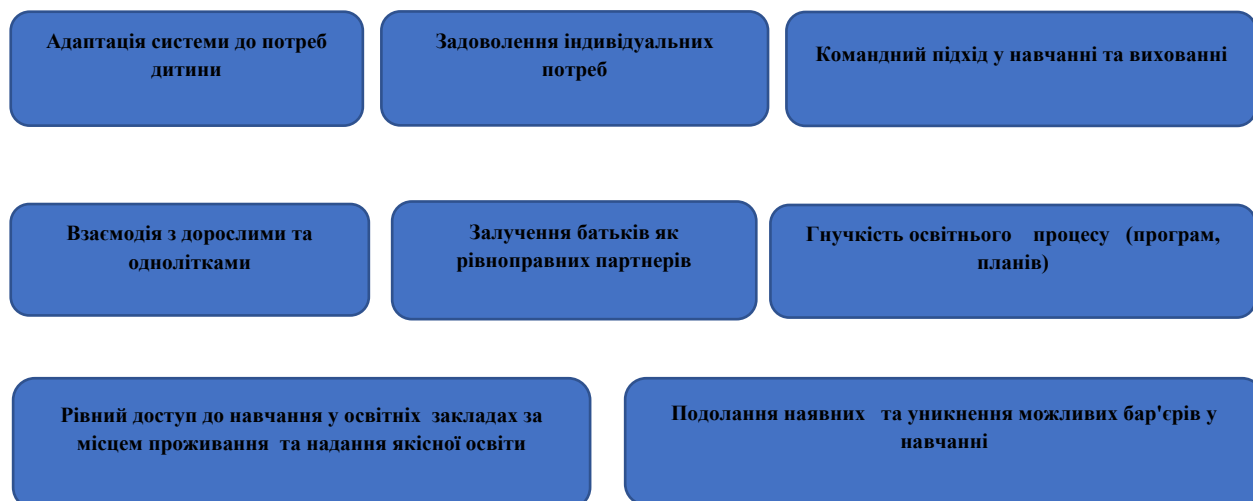 Адаптація системи до потреб
дитини
Задоволення індивідуальних
потреб
Командний підхід у навчанні та вихованні
Взаємодія з дорослими та
однолітками
Залучення батьків як
рівноправних партнерів
Гнучкість освітнього процесу (програм,
планів)
Рівний доступ до навчання у освітніх закладах за
місцем проживання та надання якісної освіти
Подолання наявних та уникнення можливих бар'єрів у
навчанні